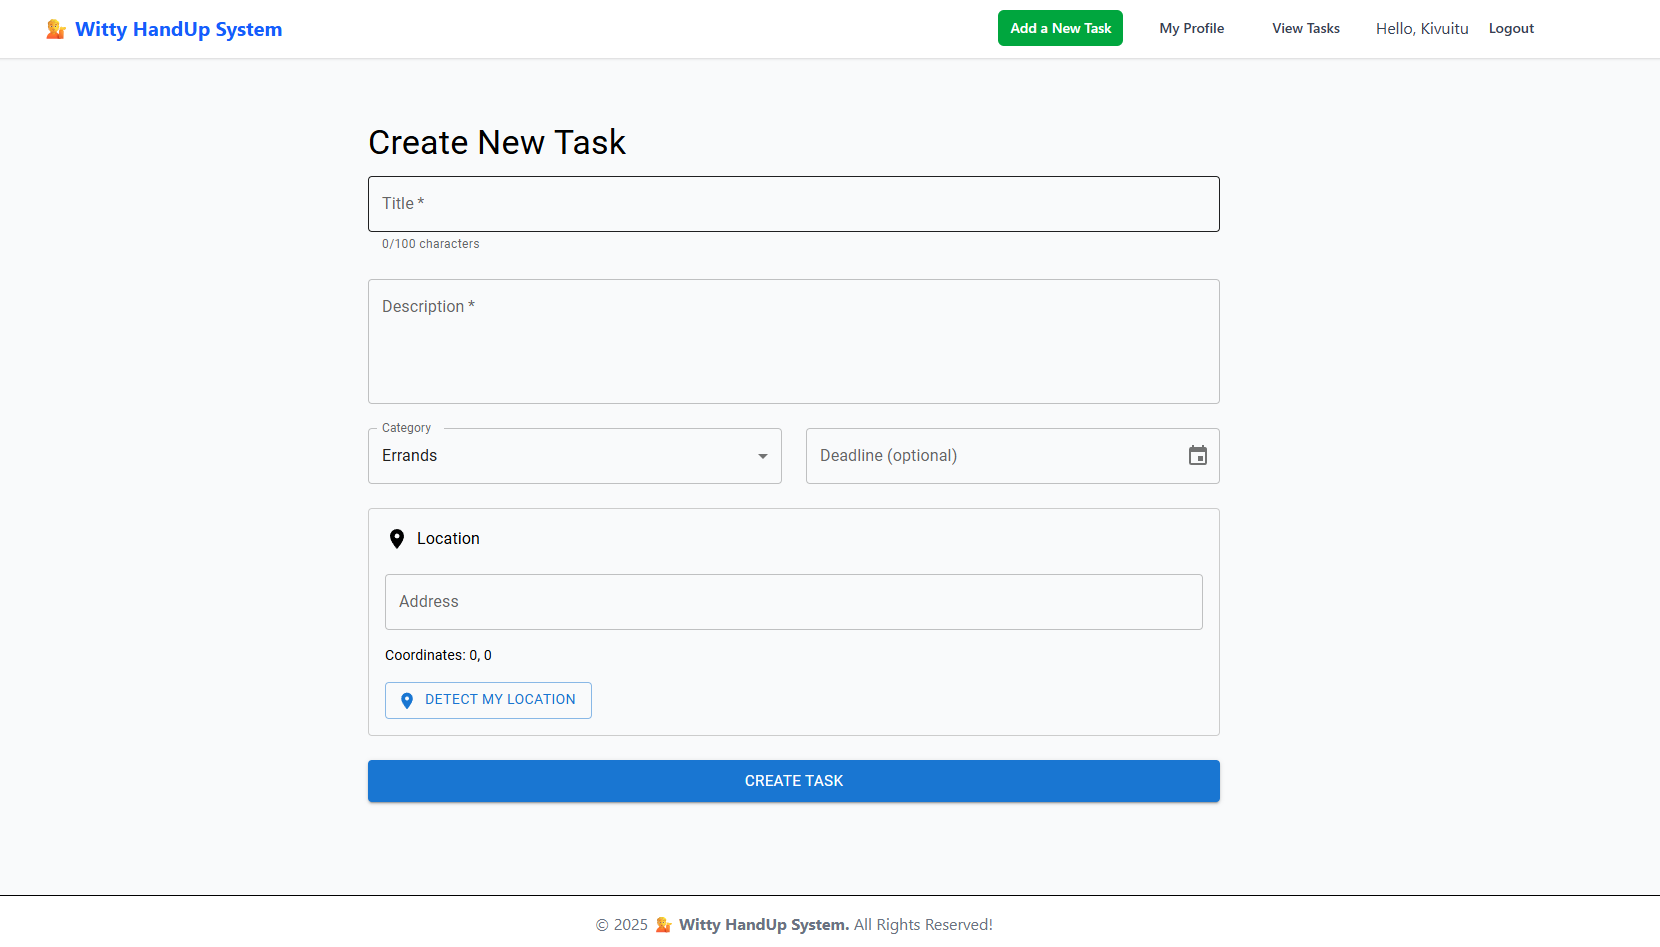 Witty HandUp System
Add a New Task
My Profile
View Tasks
Hello, Kivuitu
Logout
Create New Task
Title *
0/100 characters
Description *
Category
Errands
Deadline (optional)
Location
Address
Coordinates: 0, 0
DETECT MY LOCATION
CREATE TASK
© 2025 Witty HandUp System. All Rights Reserved!